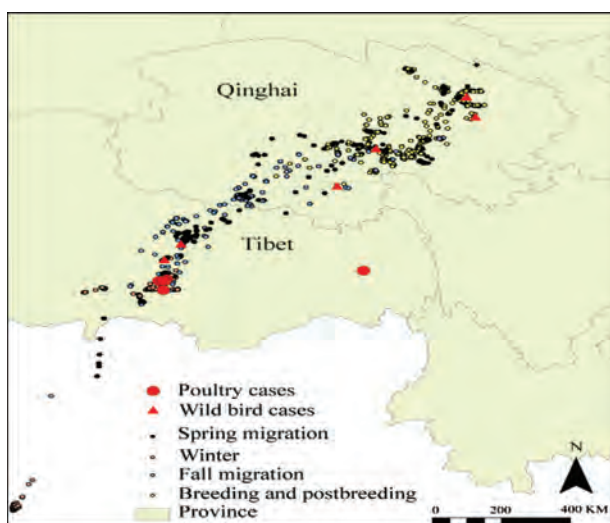 Qinghai
Tibet
Poultry cases
Wild bird cases
Spring migration
Winter
Fall migration
Breeding and postbreeding
Province
N
0 200 400 KM